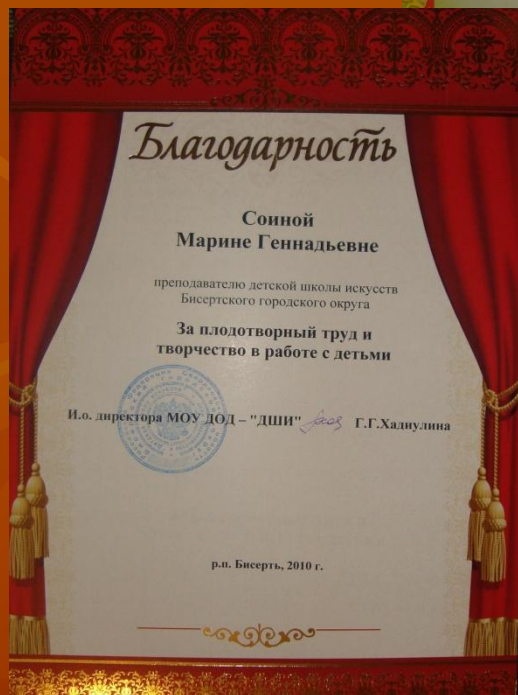 Благодарность
Соиной
Марине Геннадьевне
преподавателю детской школы искусств
Бисертского городского округа
За плодотворный труд и
творчество в работе с детьми
И.о. директора МОУ ДОД – "ДШИ" Г.Г.Хадиулина
р.п. Бисерть, 2010 г.